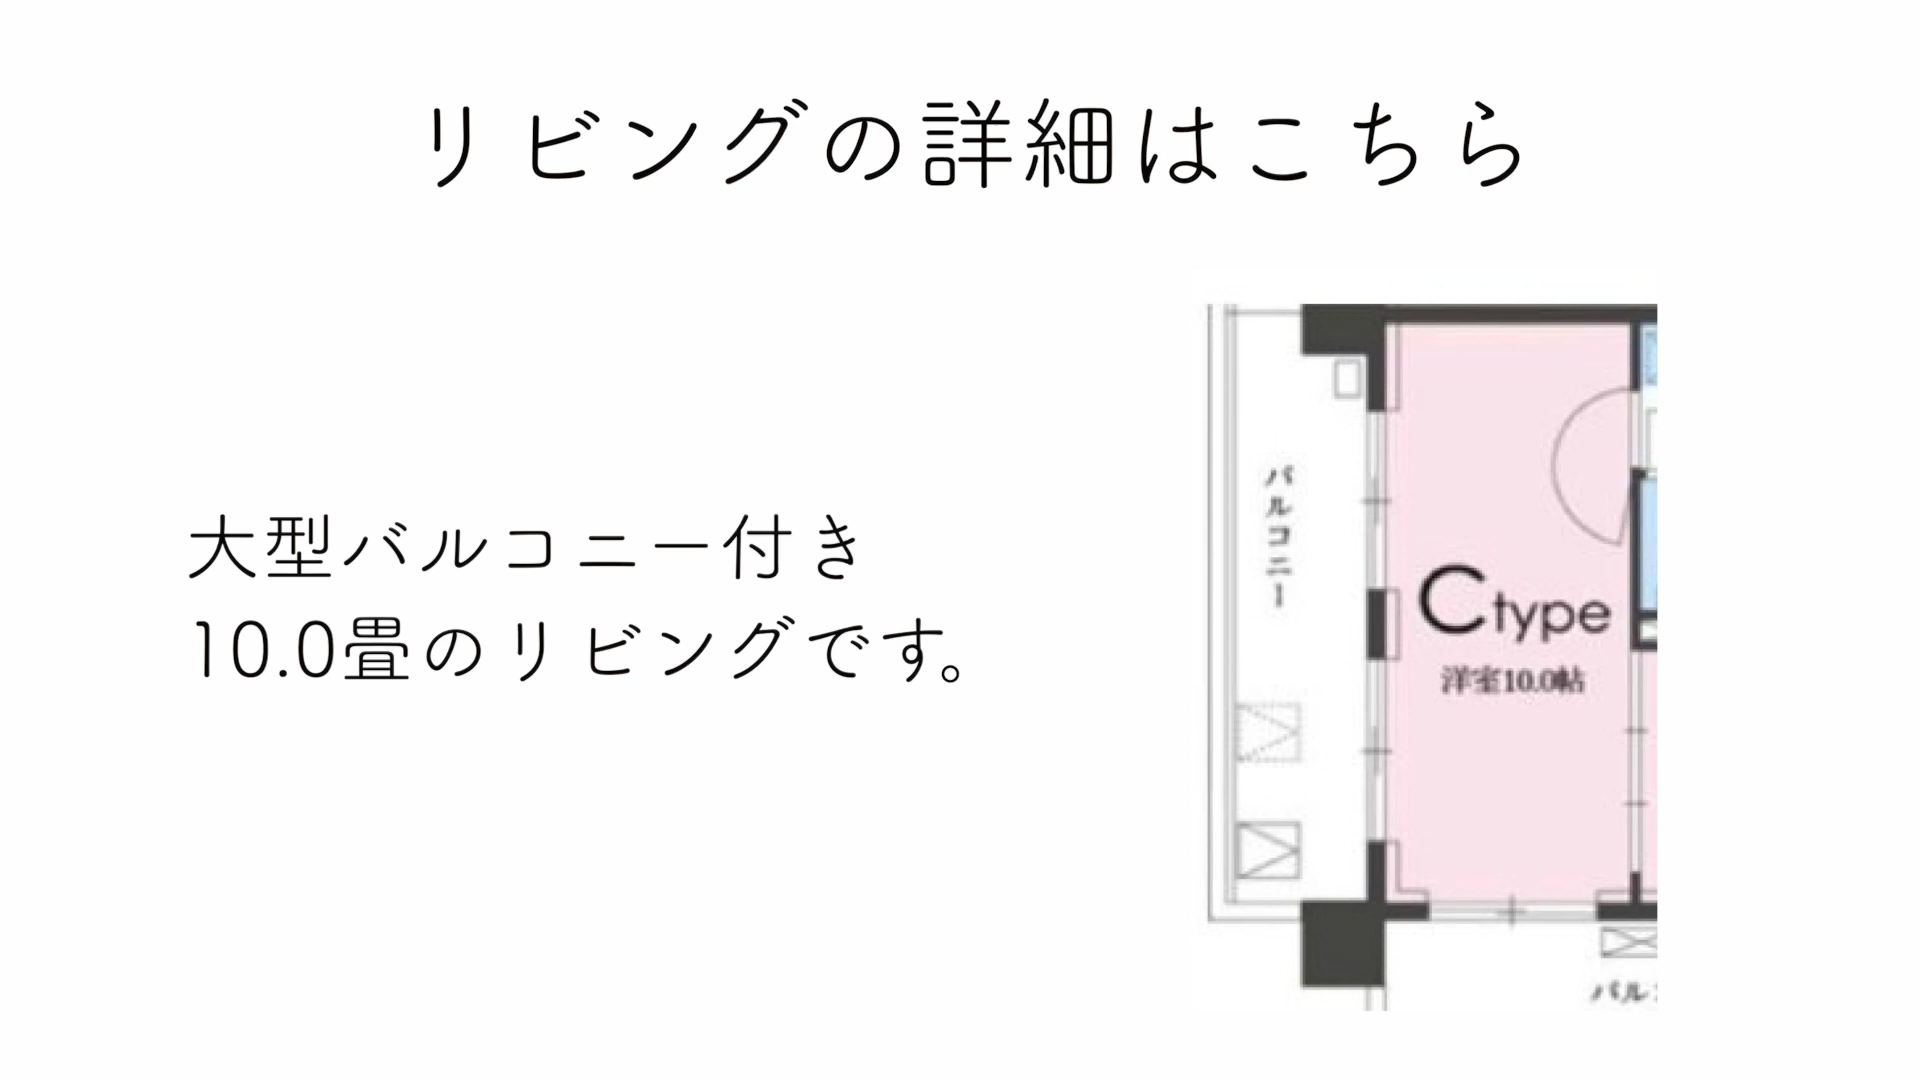 リビングの詳細はこちら
大型バルコニー付き
10.0畳のリビングです。
バルコニー
Ctype
洋室10.0帖
バル